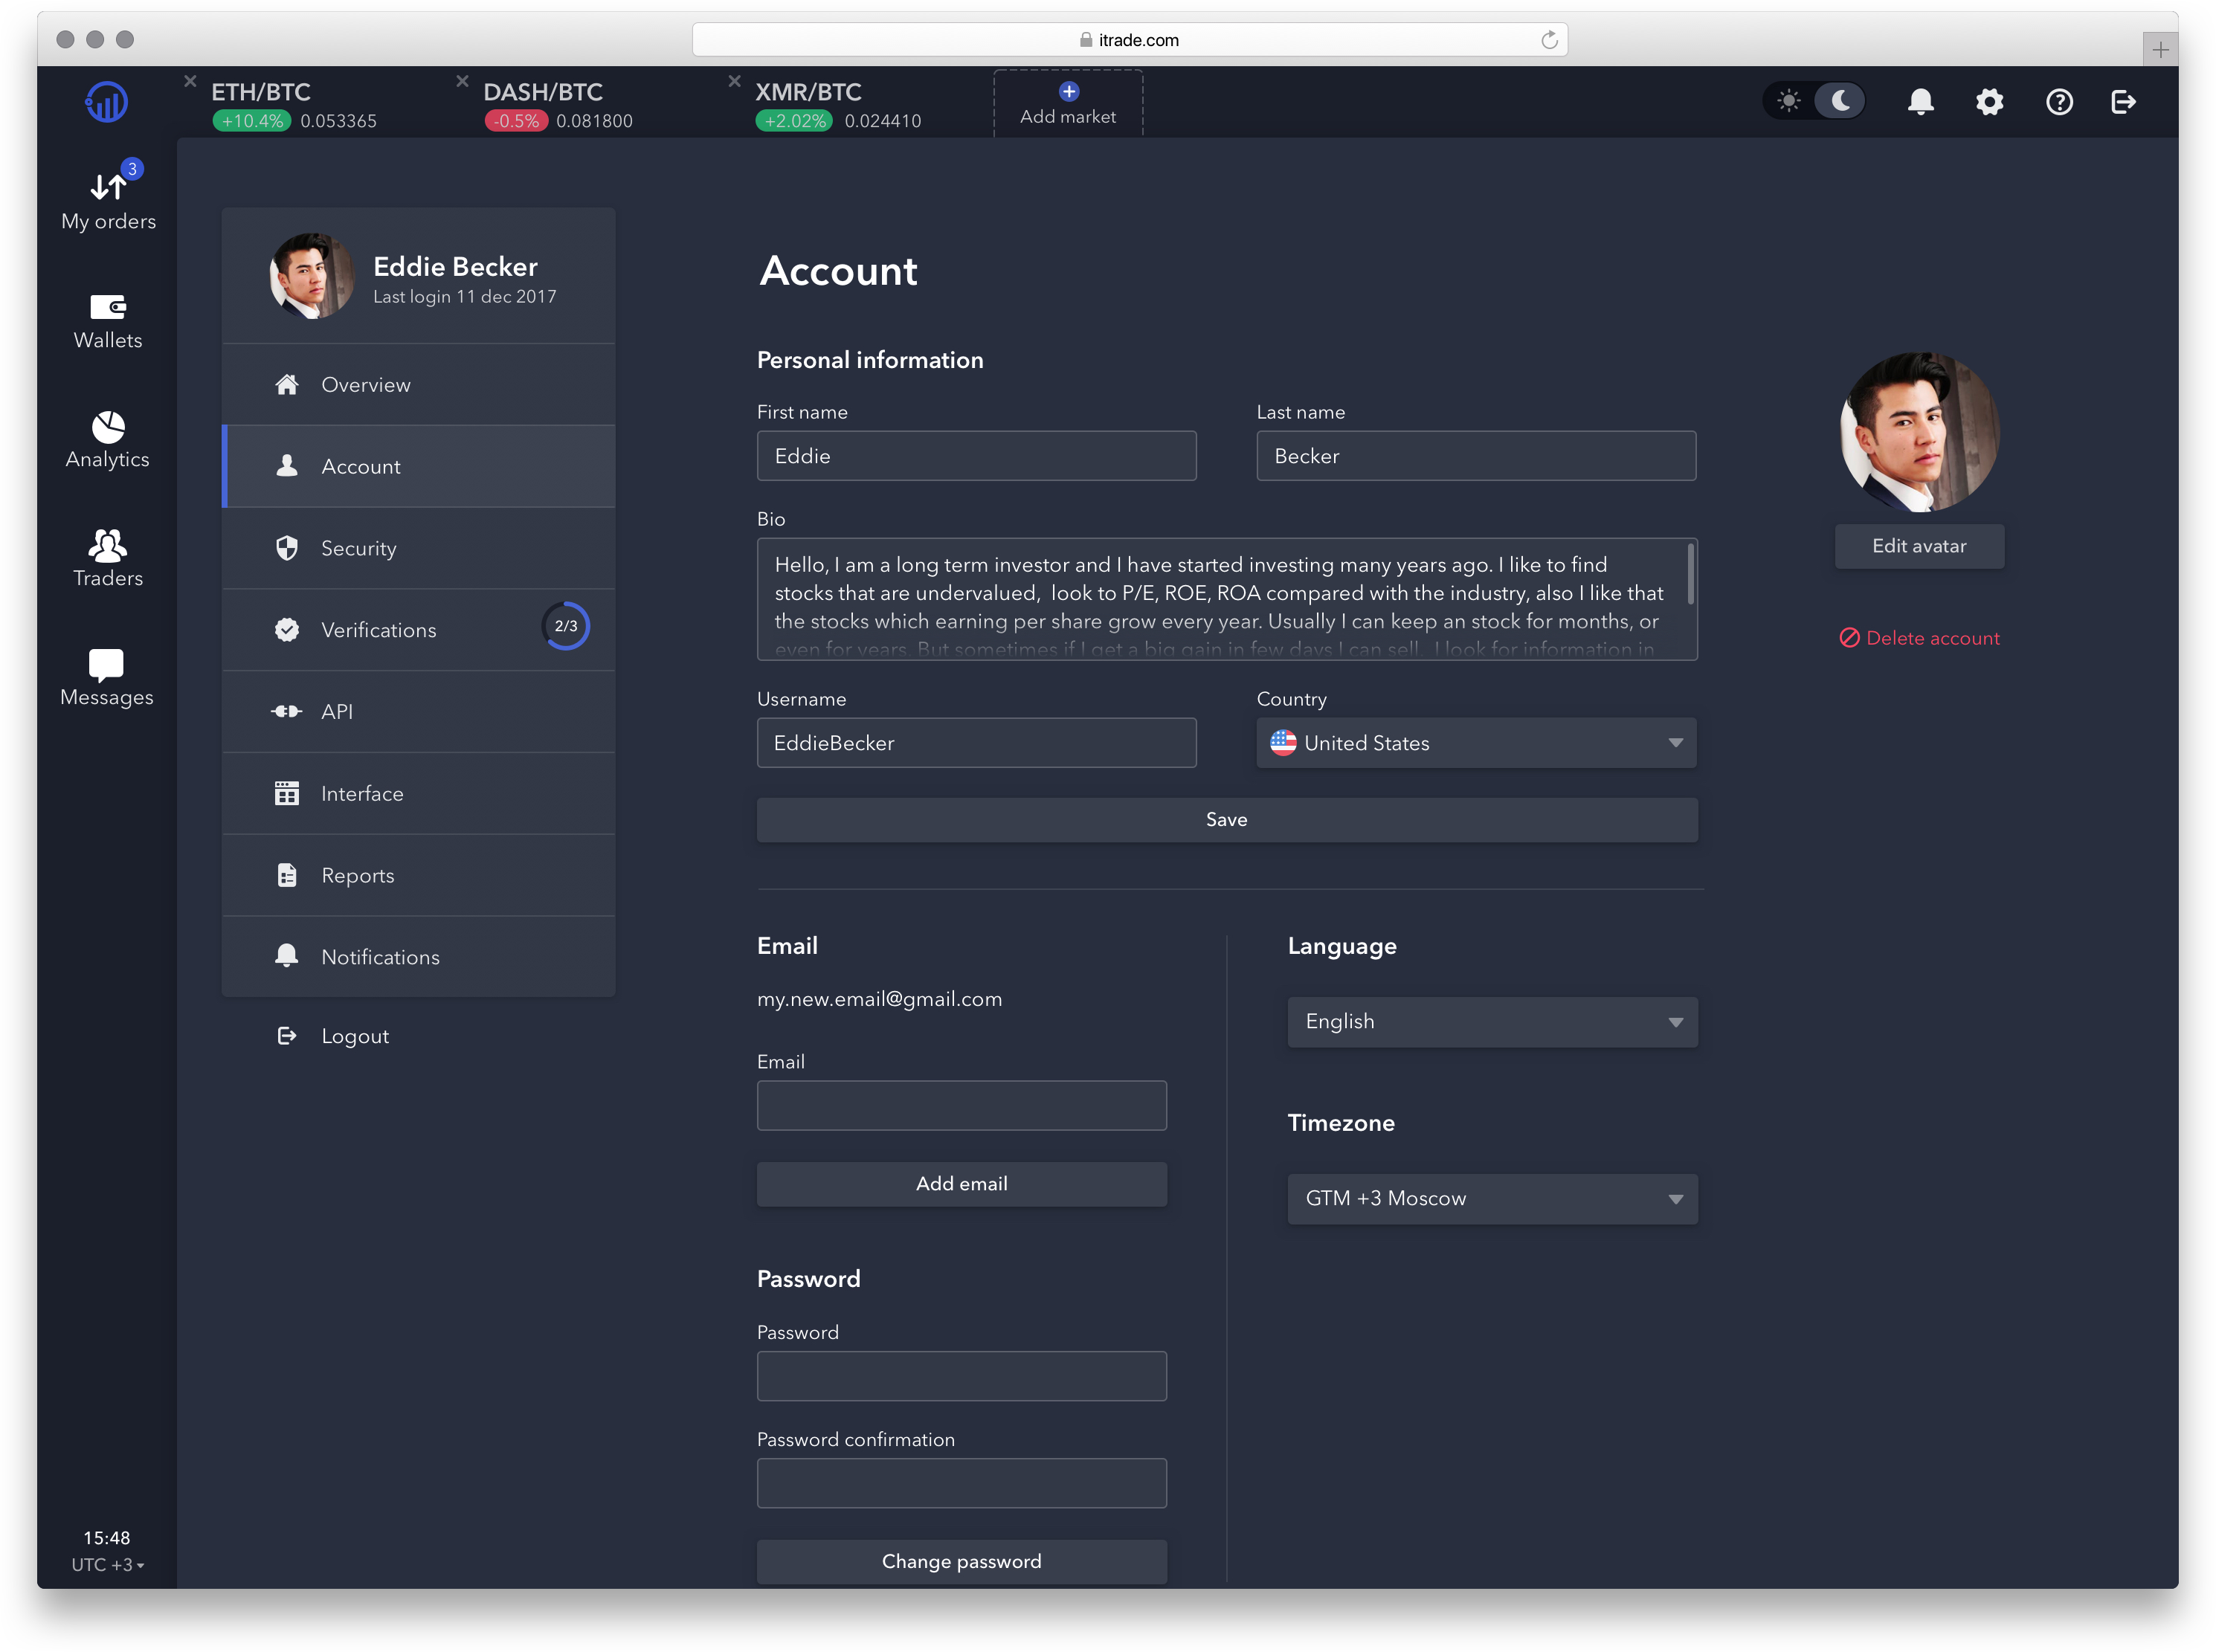 itrade.com
ETH/BTC
+10.4% 0.053365
DASH/BTC
-0.5% 0.081800
XMR/BTC
+2.02% 0.024410
Add market
3
My orders
Wallets
Analytics
Traders
Messages
15:48
UTC +3
Eddie Becker
Last login 11 dec 2017
Overview
Account
Security
Verifications 2/3
API
Interface
Reports
Notifications
Logout
Account
Personal information
First name
Eddie
Last name
Becker
Bio
Hello, I am a long term investor and I have started investing many years ago. I like to find
stocks that are undervalued,  look to P/E, ROE, ROA compared with the industry, also I like that
the stocks which earning per share grow every year. Usually I can keep an stock for months, or
even for years. But sometimes if I get a big gain in few days I can sell.  I look for information in
Username
EddieBecker
Country
United States
Save
Edit avatar
Delete account
Email
my.new.email@gmail.com
Email
Add email
Password
Password
Password confirmation
Change password
Language
English
Timezone
GTM +3 Moscow